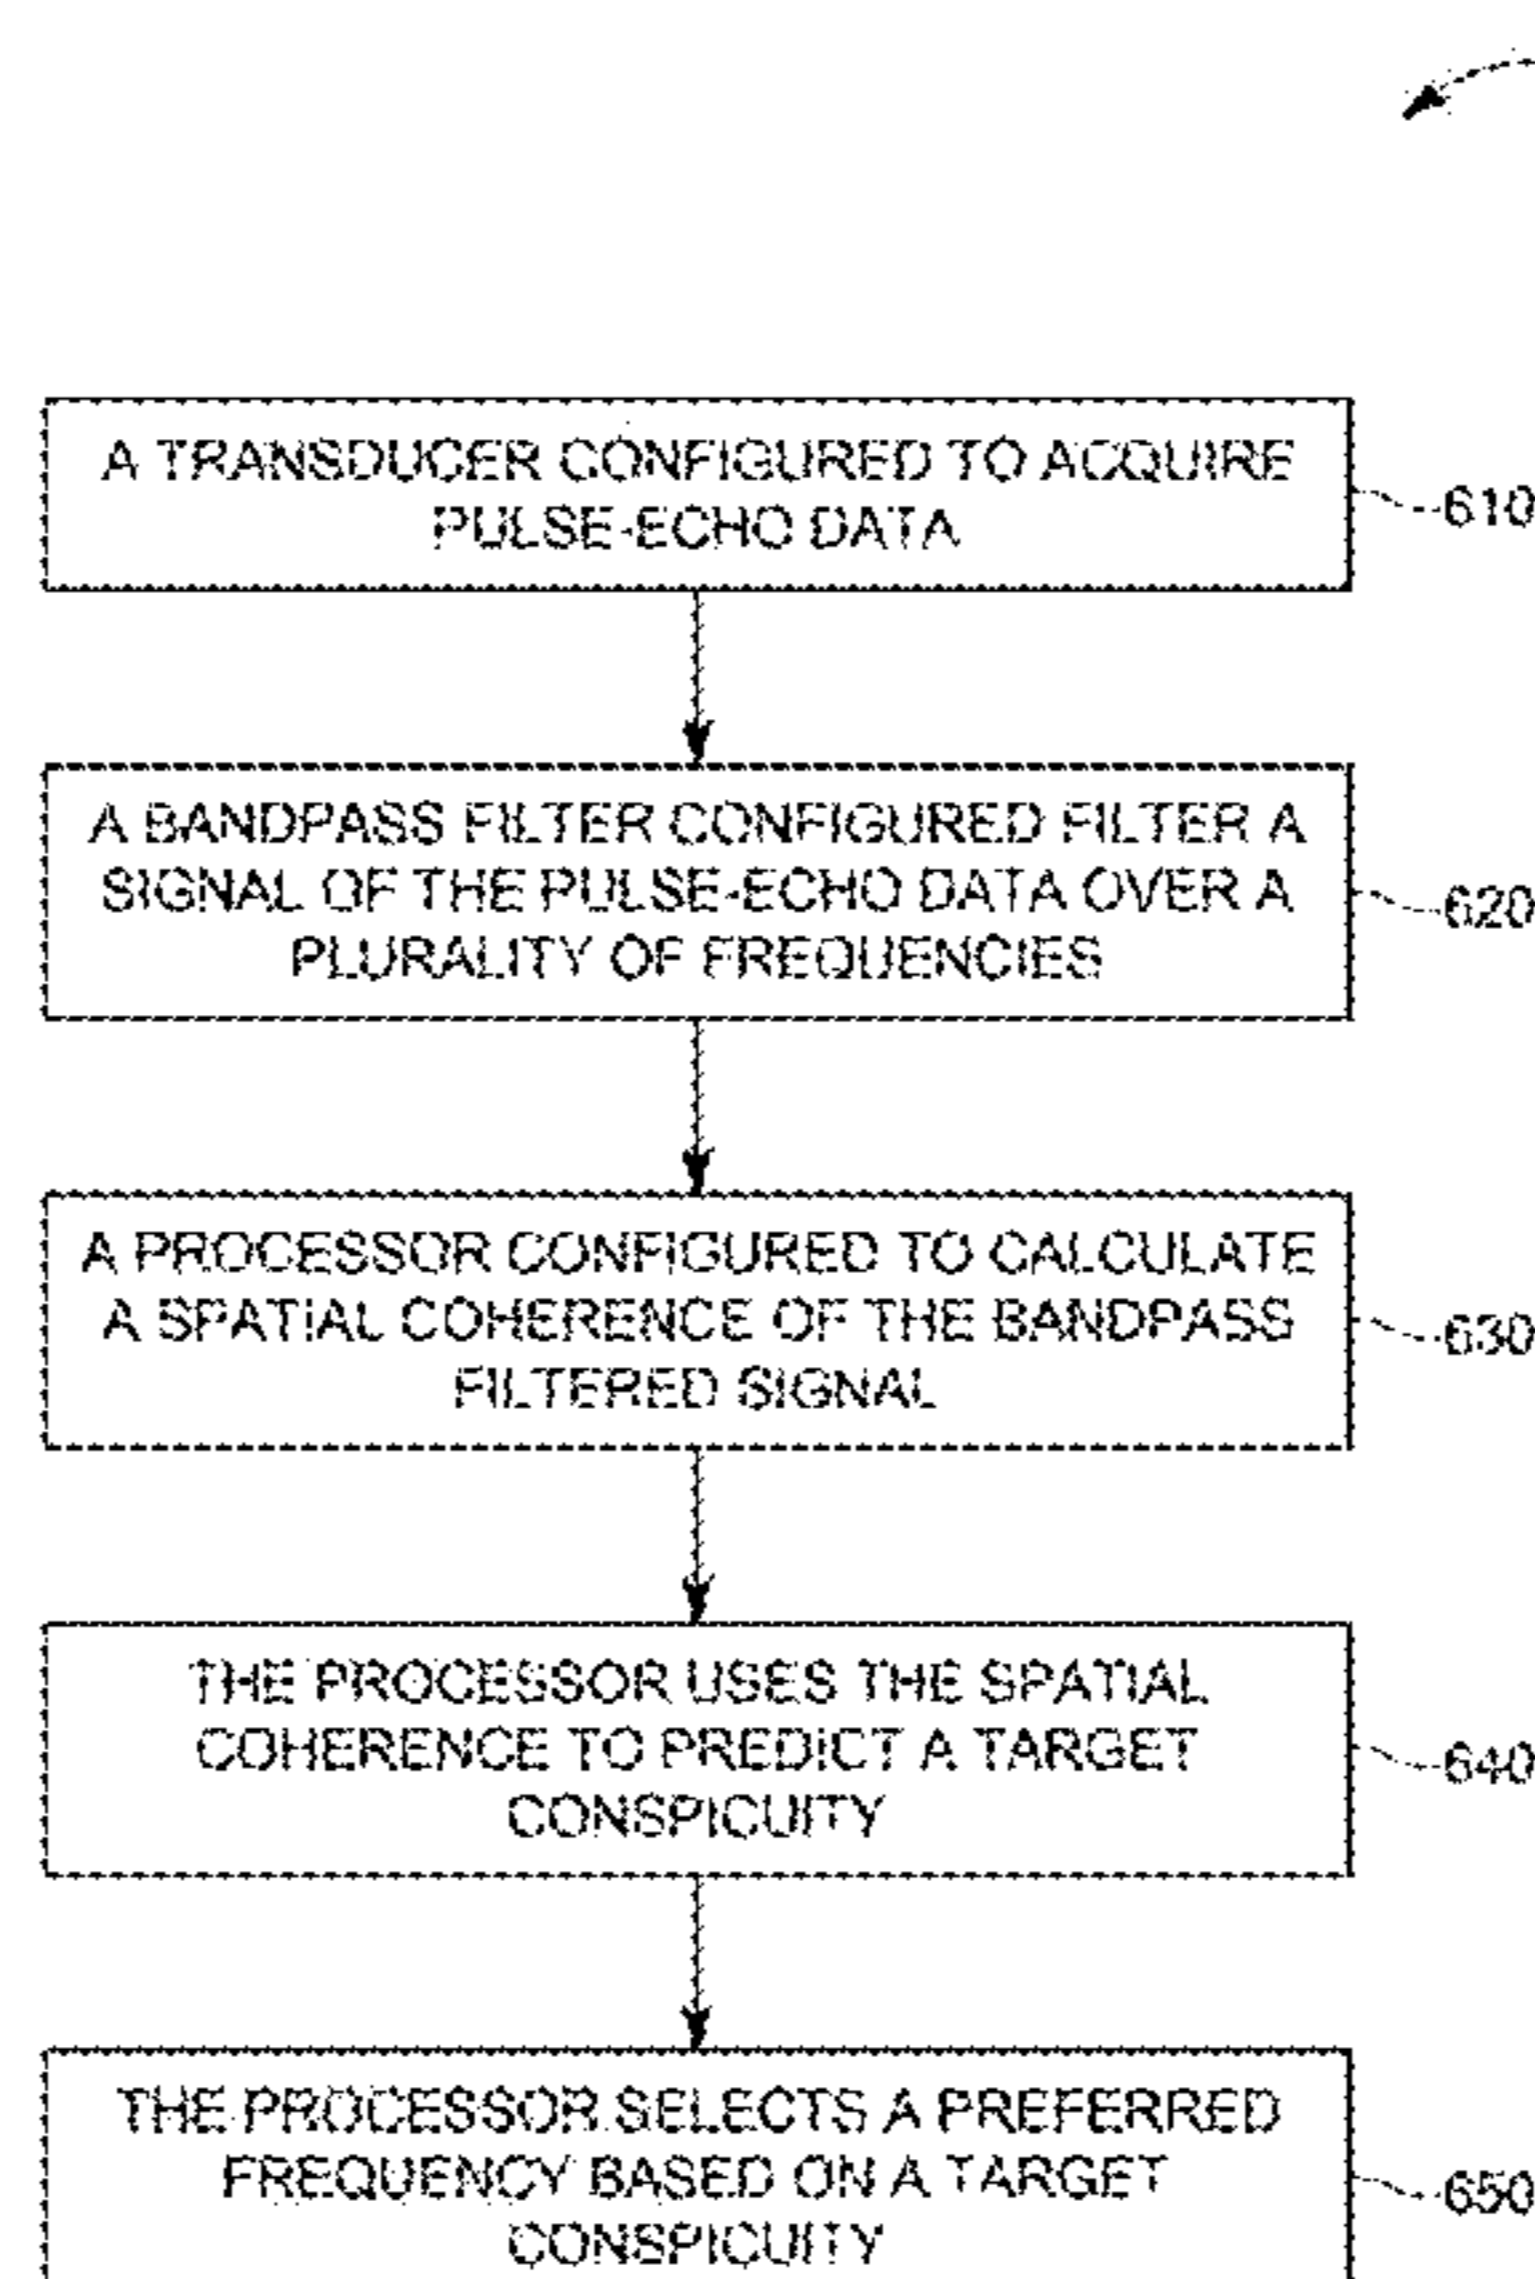 A TRANSDUCER CONFIGURED TO ACQUIRE
PULSE-ECHO DATA
610
A BANDPASS FILTER CONFIGURED FILTER A
SIGNAL OF THE PULSE-ECHO DATA OVER A
PLURALITY OF FREQUENCIES
620
A PROCESSOR CONFIGURED TO CALCULATE
A SPATIAL COHERENCE OF THE BANDPASS
FILTERED SIGNAL
630
THE PROCESSOR USES THE SPATIAL
COHERENCE TO PREDICT A TARGET
CONSPICUITY
640
THE PROCESSOR SELECTS A PREFERRED
FREQUENCY BASED ON A TARGET
CONSPICUITY
650